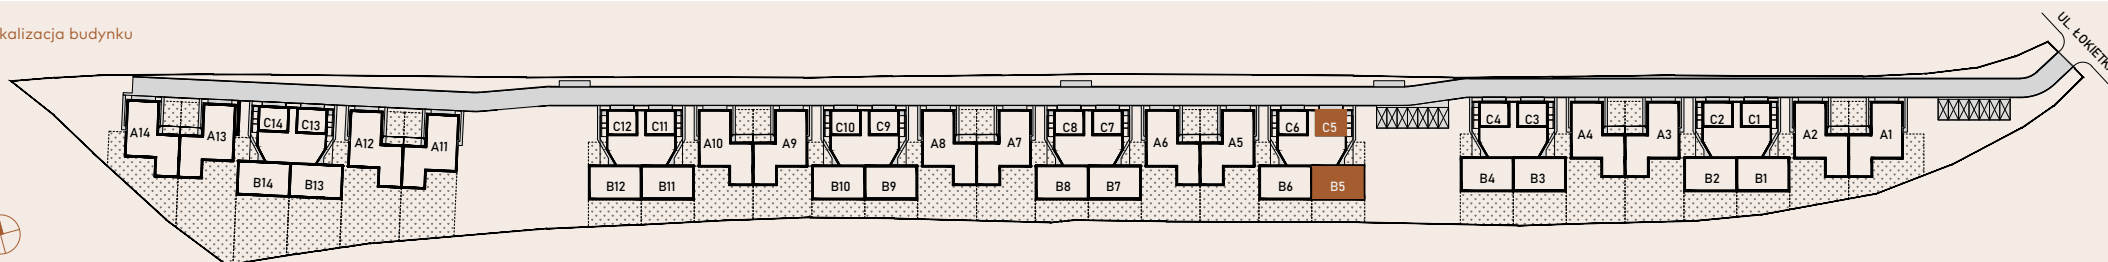 kalizacja budynku
UL. ŁOKIETK
A14
A13
C14
C13
A12
A11
B14
B13
C12
C11
B12
B11
A10
A9
C10
C9
B10
B9
A8
A7
C8
C7
B8
B7
A6
A5
C6
C5
B6
B5
C4
C3
B4
B3
A4
A3
C2
C1
B2
B1
A2
A1